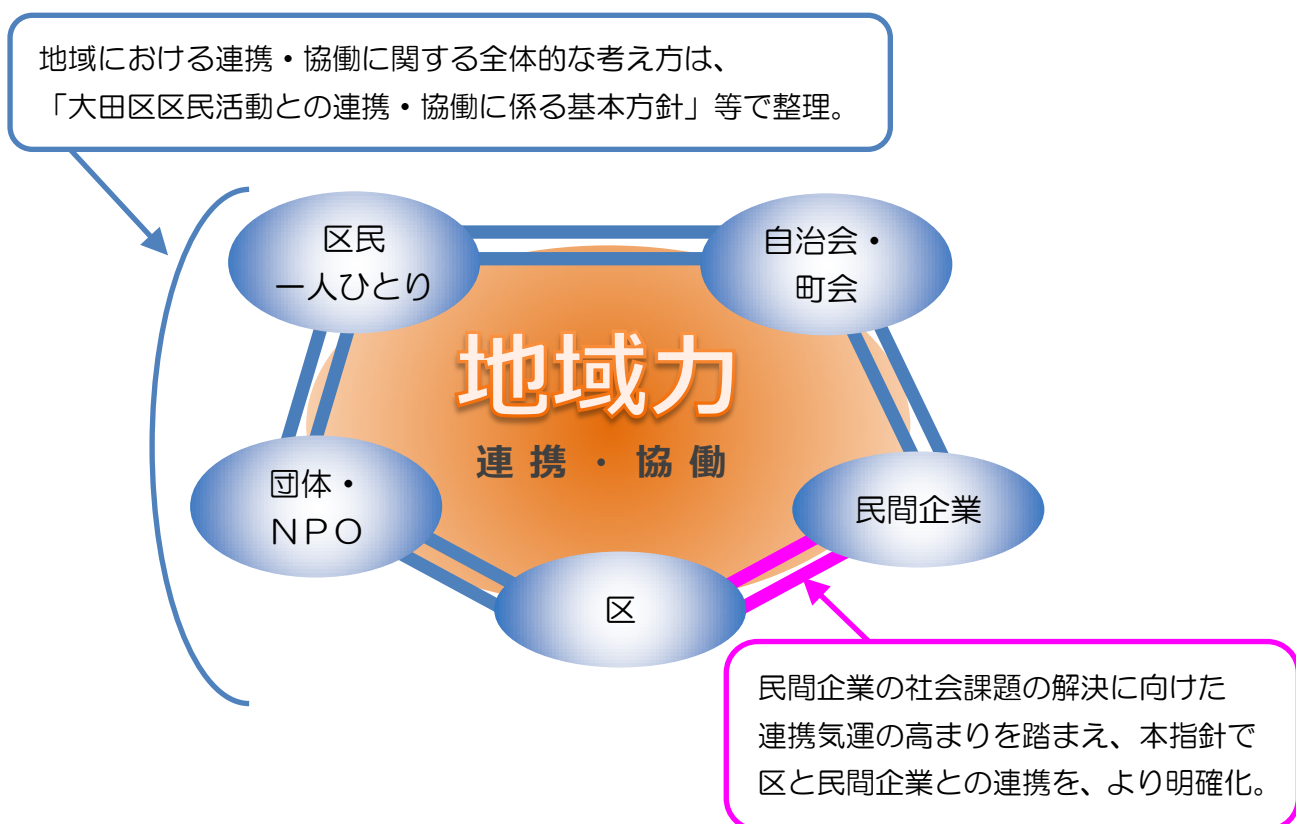 地域における連携・協働に関する全体的な考え方は、
「大田区区民活動との連携・協働に係る基本方針」等で整理。
区民
一人ひとり
自治会・
町会
地域力
連携・協働
団体・
ＮＰＯ
民間企業
区
民間企業の社会課題の解決に向けた
連携気運の高まりを踏まえ、本指針で
区と民間企業との連携を、より明確化。